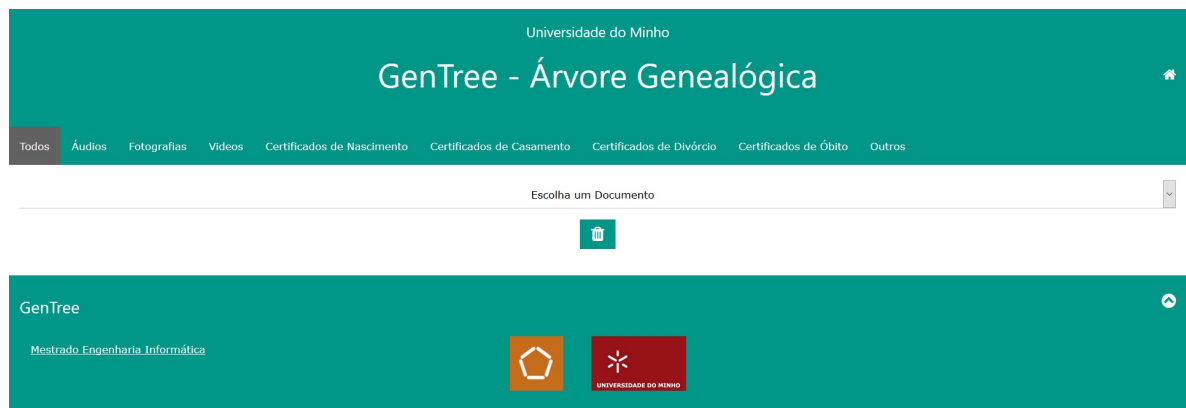 Universidade do Minho
GenTree - Árvore Genealógica
Todos Áudios Fotografias Videos Certificados de Nascimento Certificados de Casamento Certificados de Divórcio Certificados de Óbito Outros
Escolha um Documento
GenTree
Mestrado Engenharia Informática
UNIVERSIDADE DO MINHO